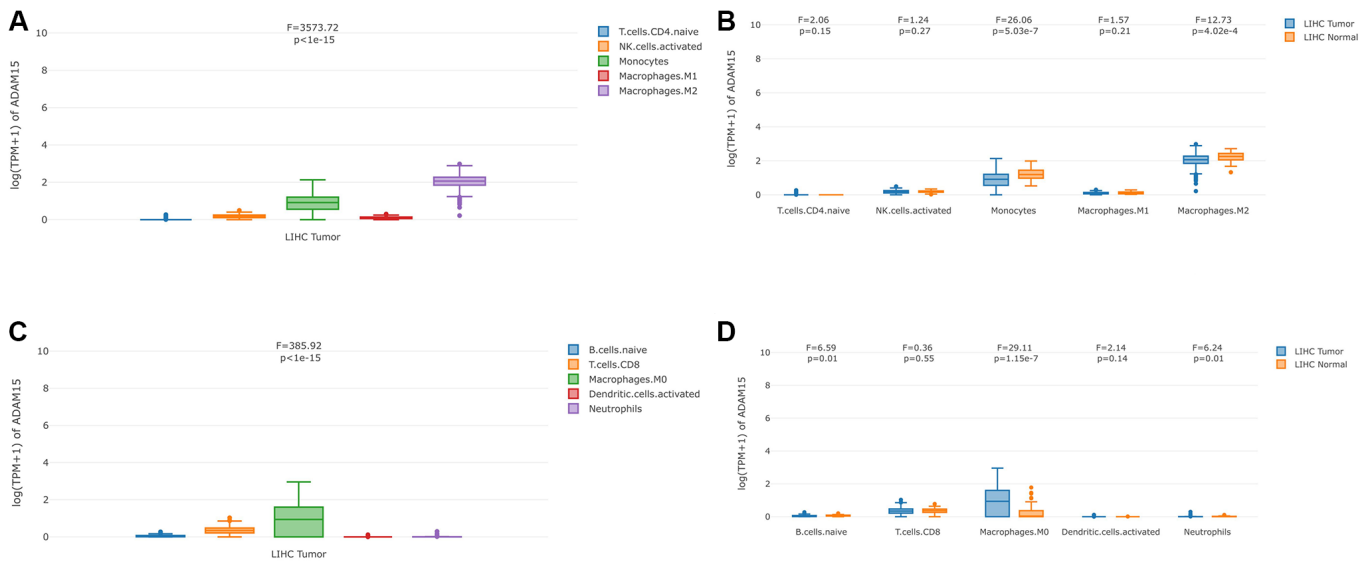 A
F=3573.72
p<1e-15
10
8
6
4
2
0
log(TPM+1) of ADAM15
LIHC Tumor
T.cells.CD4.naive
NK.cells.activated
Monocytes
Macrophages.M1
Macrophages.M2
B
F=2.06 F=1.24 F=26.06 F=1.57 F=12.73
p=0.15 p=0.27 p=5.03e-7 p=0.21 p=4.02e-4
10
8
6
4
2
0
log(TPM+1) of ADAM15
T.cells.CD4.naive NK.cells.activated Monocytes Macrophages.M1 Macrophages.M2
LIHC Tumor
LIHC Normal
C
F=385.92
p<1e-15
10
8
6
4
2
0
log(TPM+1) of ADAM15
LIHC Tumor
B.cells.naive
T.cells.CD8
Macrophages.M0
Dendritic.cells.activated
Neutrophils
D
F=6.59 F=0.36 F=29.11 F=2.14 F=6.24
p=0.01 p=0.55 p=1.15e-7 p=0.14 p=0.01
10
8
6
4
2
0
log(TPM+1) of ADAM15
B.cells.naive T.cells.CD8 Macrophages.M0 Dendritic.cells.activated Neutrophils
LIHC Tumor
LIHC Normal